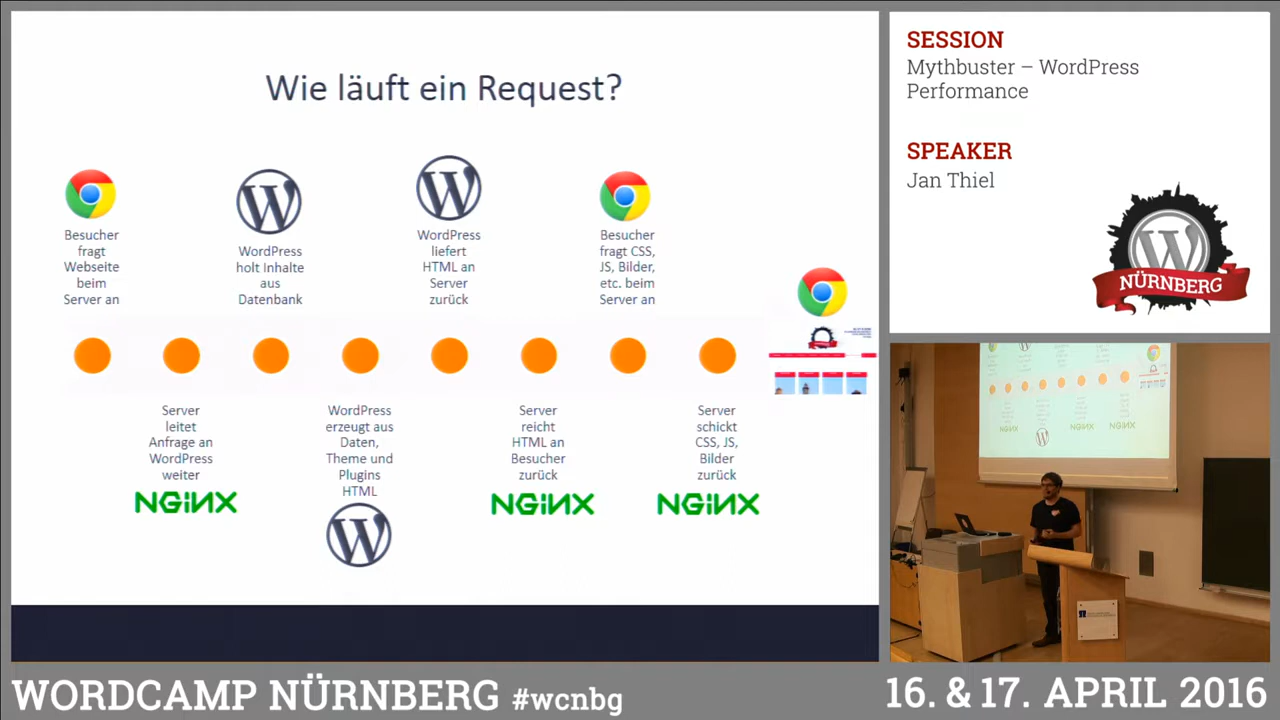 Wie läuft ein Request?
Besucher
fragt
Webseite
beim
Server an
WordPress
holt Inhalte
aus
Datenbank
WordPress
liefert
HTML an
Server
zurück
Besucher
fragt CSS,
JS, Bilder,
etc. beim
Server an
Server
leitet
Anfrage an
WordPress
weiter
NGiNX
WordPress
erzeugt aus
Daten,
Theme und
Plugins
HTML
Server
reicht
HTML an
Besucher
zurück
NGiNX
Server
schickt
CSS, JS,
Bilder
zurück
NGiNX
SESSION
Mythbuster – WordPress
Performance
SPEAKER
Jan Thiel
NÜRNBERG
NGiNX
NGiNX
NGiNX
WORDCAMP NÜRNBERG #wcnbg
16. & 17. APRIL 2016